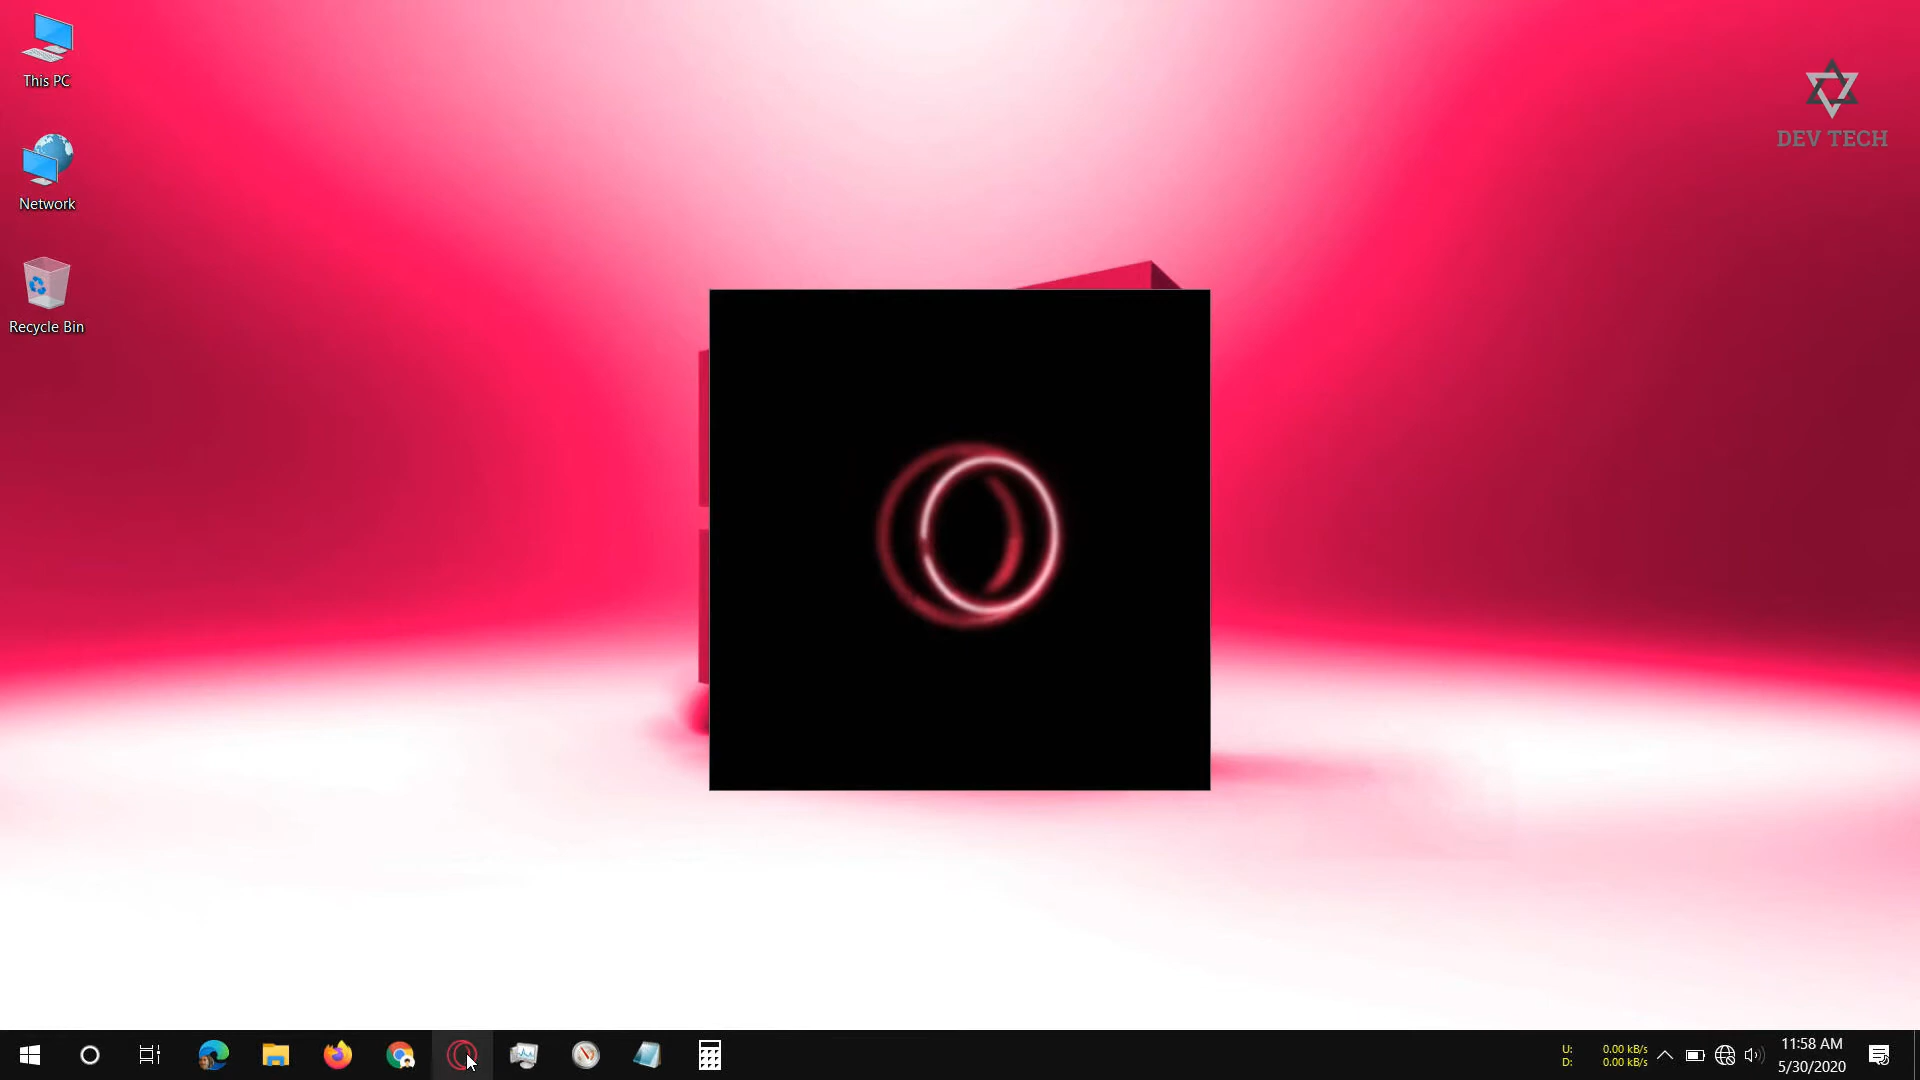 This PC
DEV TECH
Network
Recycle Bin
U: 0.00 kB/s
D: 0.00 kB/s
11:58 AM
5/30/2020